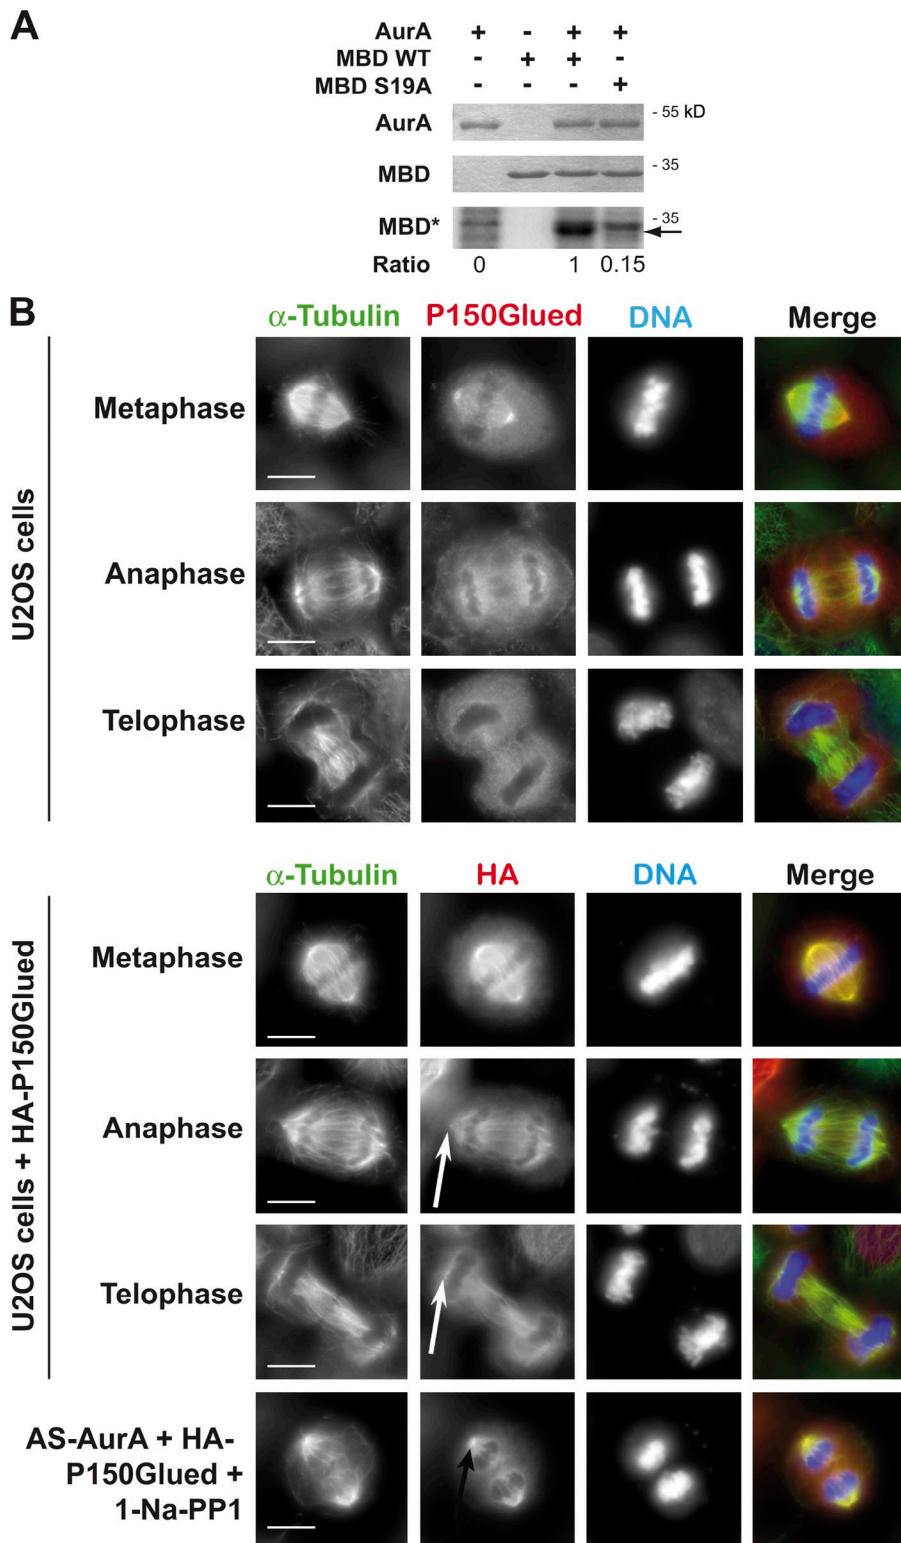 A
AurA + - + +
MBD WT - + + -
MBD S19A - - - +
AurA - 55 kD
MBD - 35
MBD* - 35
Ratio 0 1 0.15
B
α-Tubulin P150Glued DNA Merge
U2OS cells
Metaphase
Anaphase
Telophase
α-Tubulin HA DNA Merge
U2OS cells + HA-P150Glued
Metaphase
Anaphase
Telophase
AS-AurA + HA-
P150Glued +
1-Na-PP1